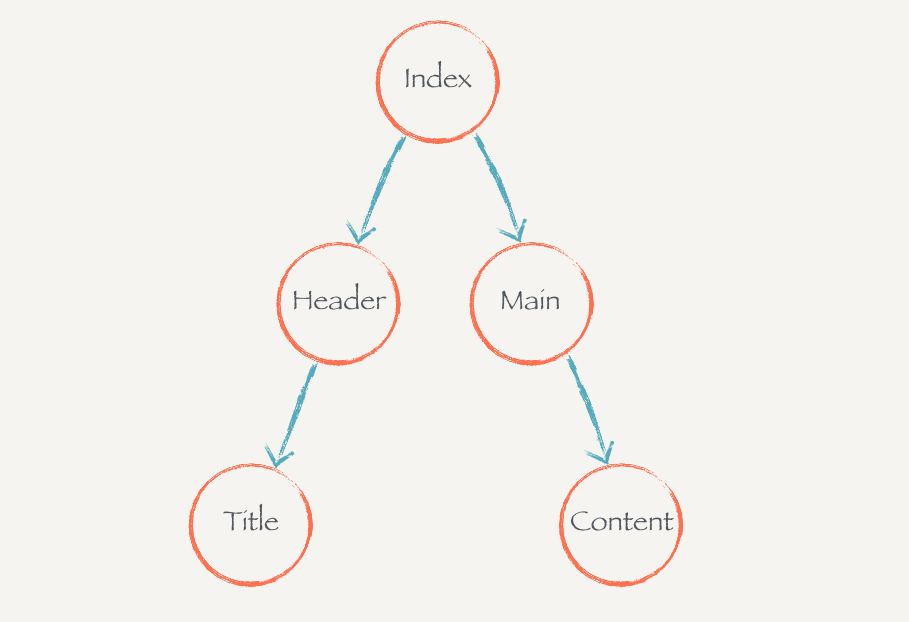 Index
Header
Main
Title
Content